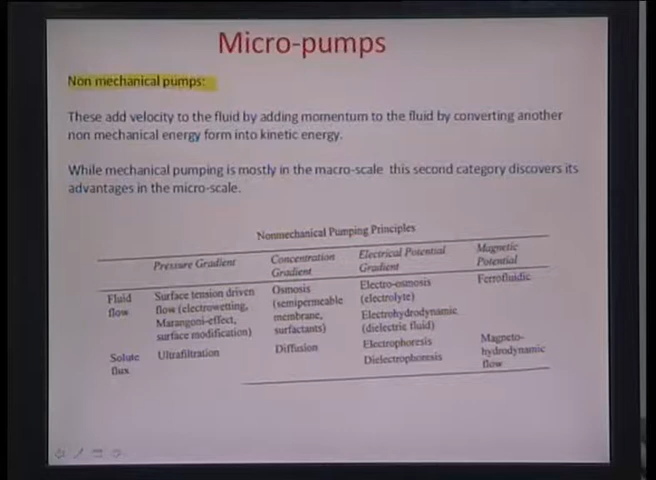 Micro-pumps
Non mechanical pumps:
These add velocity to the fluid by adding momentum to the fluid by converting another
non mechanical energy form into kinetic energy.
While mechanical pumping is mostly in the macro-scale this second category discovers its
advantages in the micro-scale.
Nonmechanical Pumping Principles
Pressure Gradient Concentration Gradient Electrical Potential Gradient Magnetic Potential
Fluid flow Surface tension driven flow (electrowetting, Marangoni-effect, surface modification) Osmosis (semipermeable membrane, surfactants) Electro-osmosis (electrolyte) Electrohydrodynamic (dielectric fluid) Ferrofluidic
Solute flux Ultrafiltration Diffusion Electrophoresis Dielectrophoresis Magneto-hydrodynamic flow